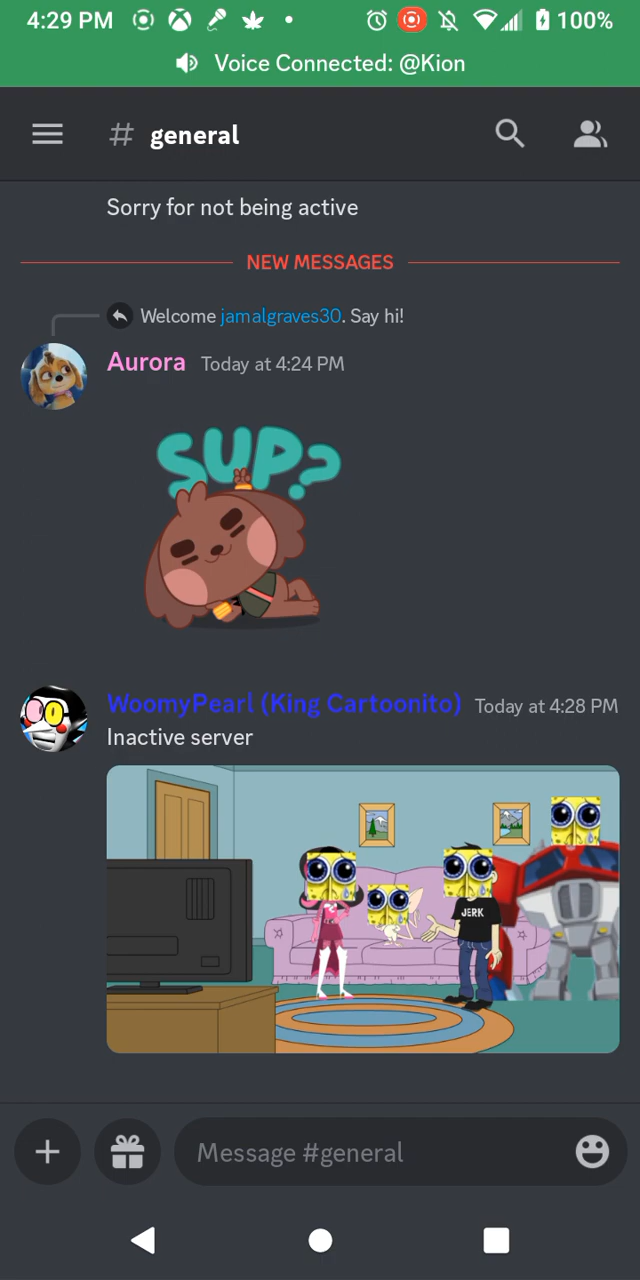 4:29 PM
100%
Voice Connected: @Kion
# general
Sorry for not being active
NEW MESSAGES
Welcome jamalgraves30. Say hi!
Aurora Today at 4:24 PM
SUP?
WoomyPearl (King Cartoonito) Today at 4:28 PM
Inactive server
JERK
Message #general